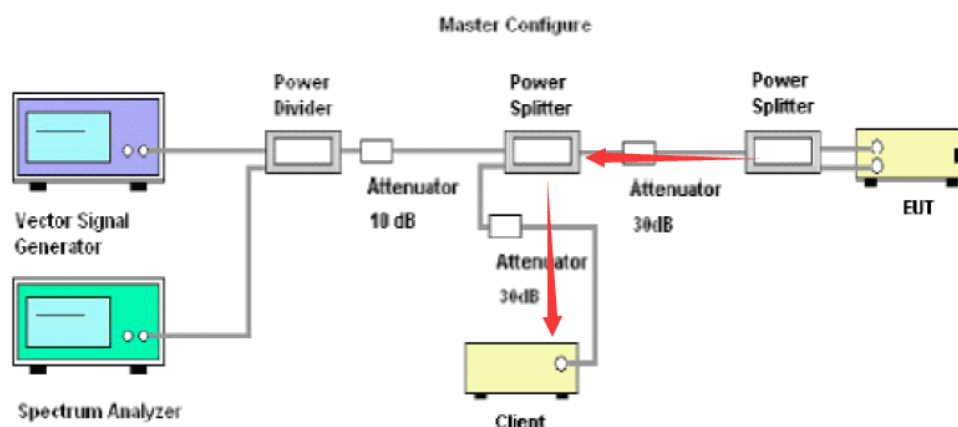 Master Configure
Power
Divider
Power
Splitter
Power
Splitter
Attenuator
10 dB
Attenuator
30dB
EUT
Vector Signal
Generator
Attenuator
30dB
Spectrum Analyzer
Client